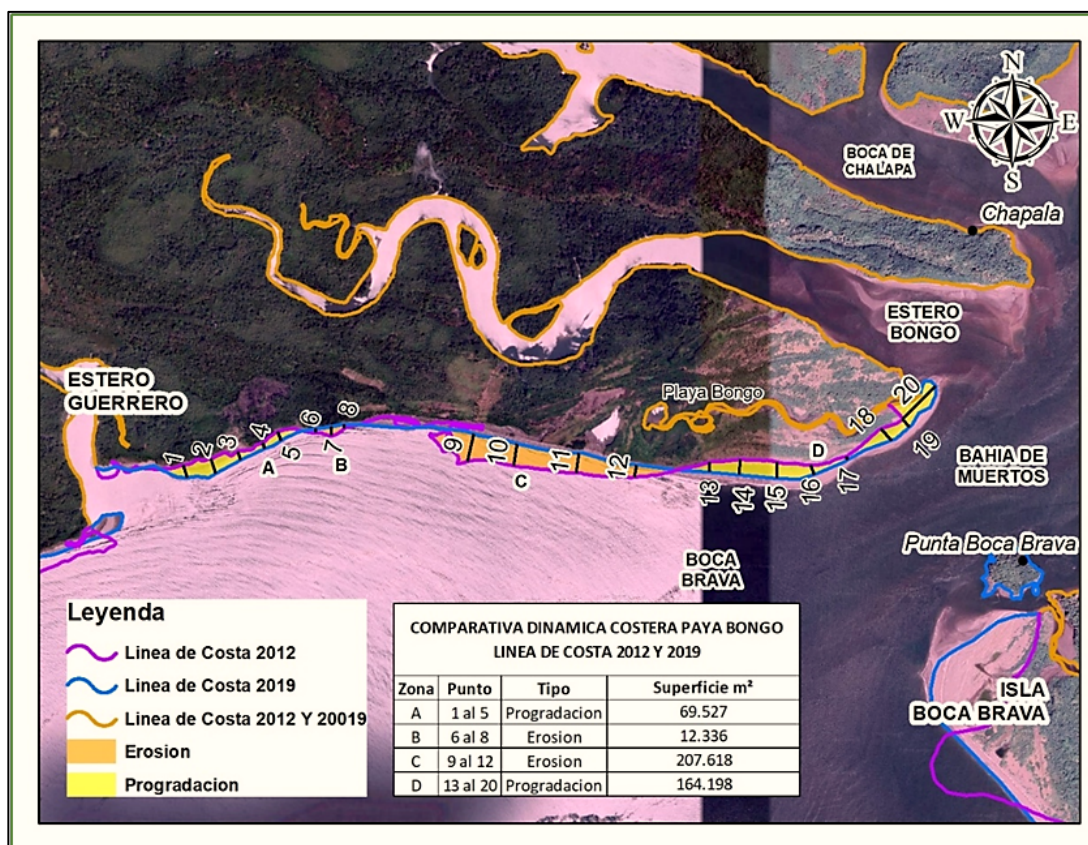 N
W
E
S
BOCA DE
CHALAPA
Chapala
ESTERO
BONGO
ESTERO
GUERRERO
Playa Bongo
1
2
3
4
5
6
7
8
9
10
11
12
13
14
15
16
17
18
19
20
A
B
C
D
BAHIA DE
MUERTOS
Punta Boca Brava
BOCA
BRAVA
ISLA
BOCA BRAVA
Leyenda
Linea de Costa 2012
Linea de Costa 2019
Linea de Costa 2012 Y 20019
Erosion
Progradacion
COMPARATIVA DINAMICA COSTERA PAYA BONGO
LINEA DE COSTA 2012 Y 2019
Zona Punto Tipo Superficie m²
A 1 al 5 Progradacion 69.527
B 6 al 8 Erosion 12.336
C 9 al 12 Erosion 207.618
D 13 al 20 Progradacion 164.198